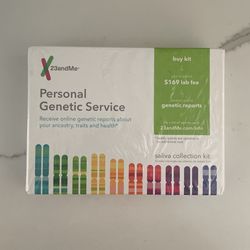 23andMe®
Personal
Genetic Service
Receive online genetic reports about
your ancestry, traits and health*
buy kit
+
$169 lab fee
genetic reports
23andme.com/info
saliva collection kit